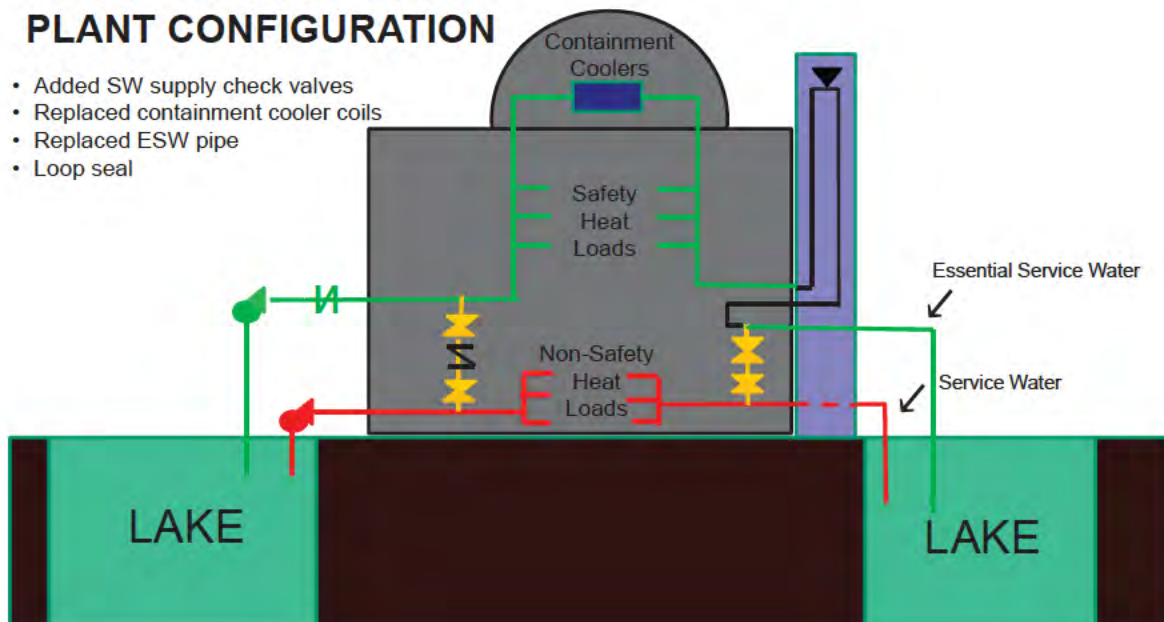 PLANT CONFIGURATION
• Added SW supply check valves
• Replaced containment cooler coils
• Replaced ESW pipe
• Loop seal
Containment
Coolers
Safety
Heat
Loads
Essential Service Water
Non-Safety
Heat
Loads
Service Water
LAKE
LAKE